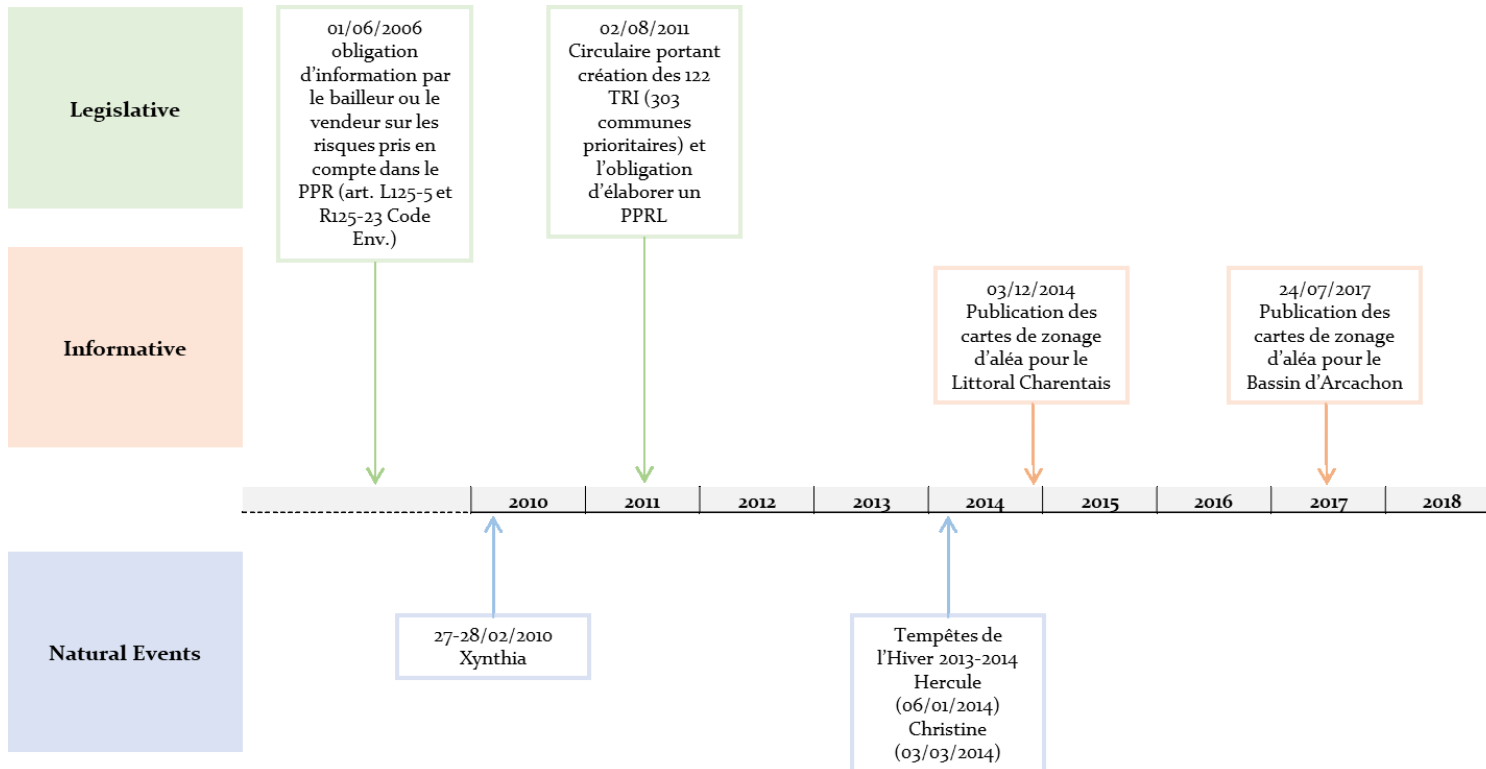 Legislative
01/06/2006
obligation
d'information par
le bailleur ou le
vendeur sur les
risques pris en
compte dans le
PPR (art. L125-5 et
R125-23 Code
Env.)
02/08/2011
Circulaire portant
création des 122
TRI (303
communes
prioritaires) et
l'obligation
d'élaborer un
PPRL
Informative
03/12/2014
Publication des
cartes de zonage
d'aléa pour le
Littoral Charentais
24/07/2017
Publication des
cartes de zonage
d'aléa pour le
Bassin d'Arcachon
2010 2011 2012 2013 2014 2015 2016 2017 2018
Natural Events
27-28/02/2010
Xynthia
Tempêtes de
l'Hiver 2013-2014
Hercule
(06/01/2014)
Christine
(03/03/2014)